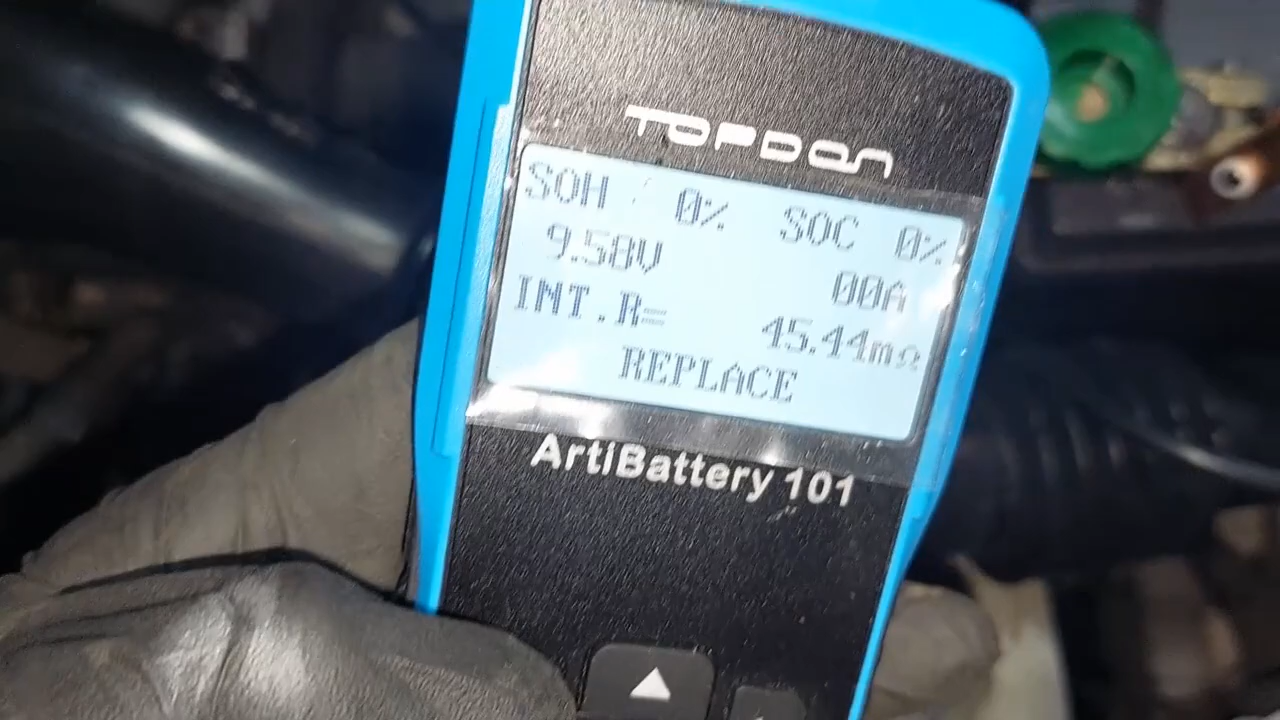 TOPDON
SOH 0% SOC 0%
9.58V 00A
INT.R= 45.44mΩ
REPLACE
ArtiBattery 101